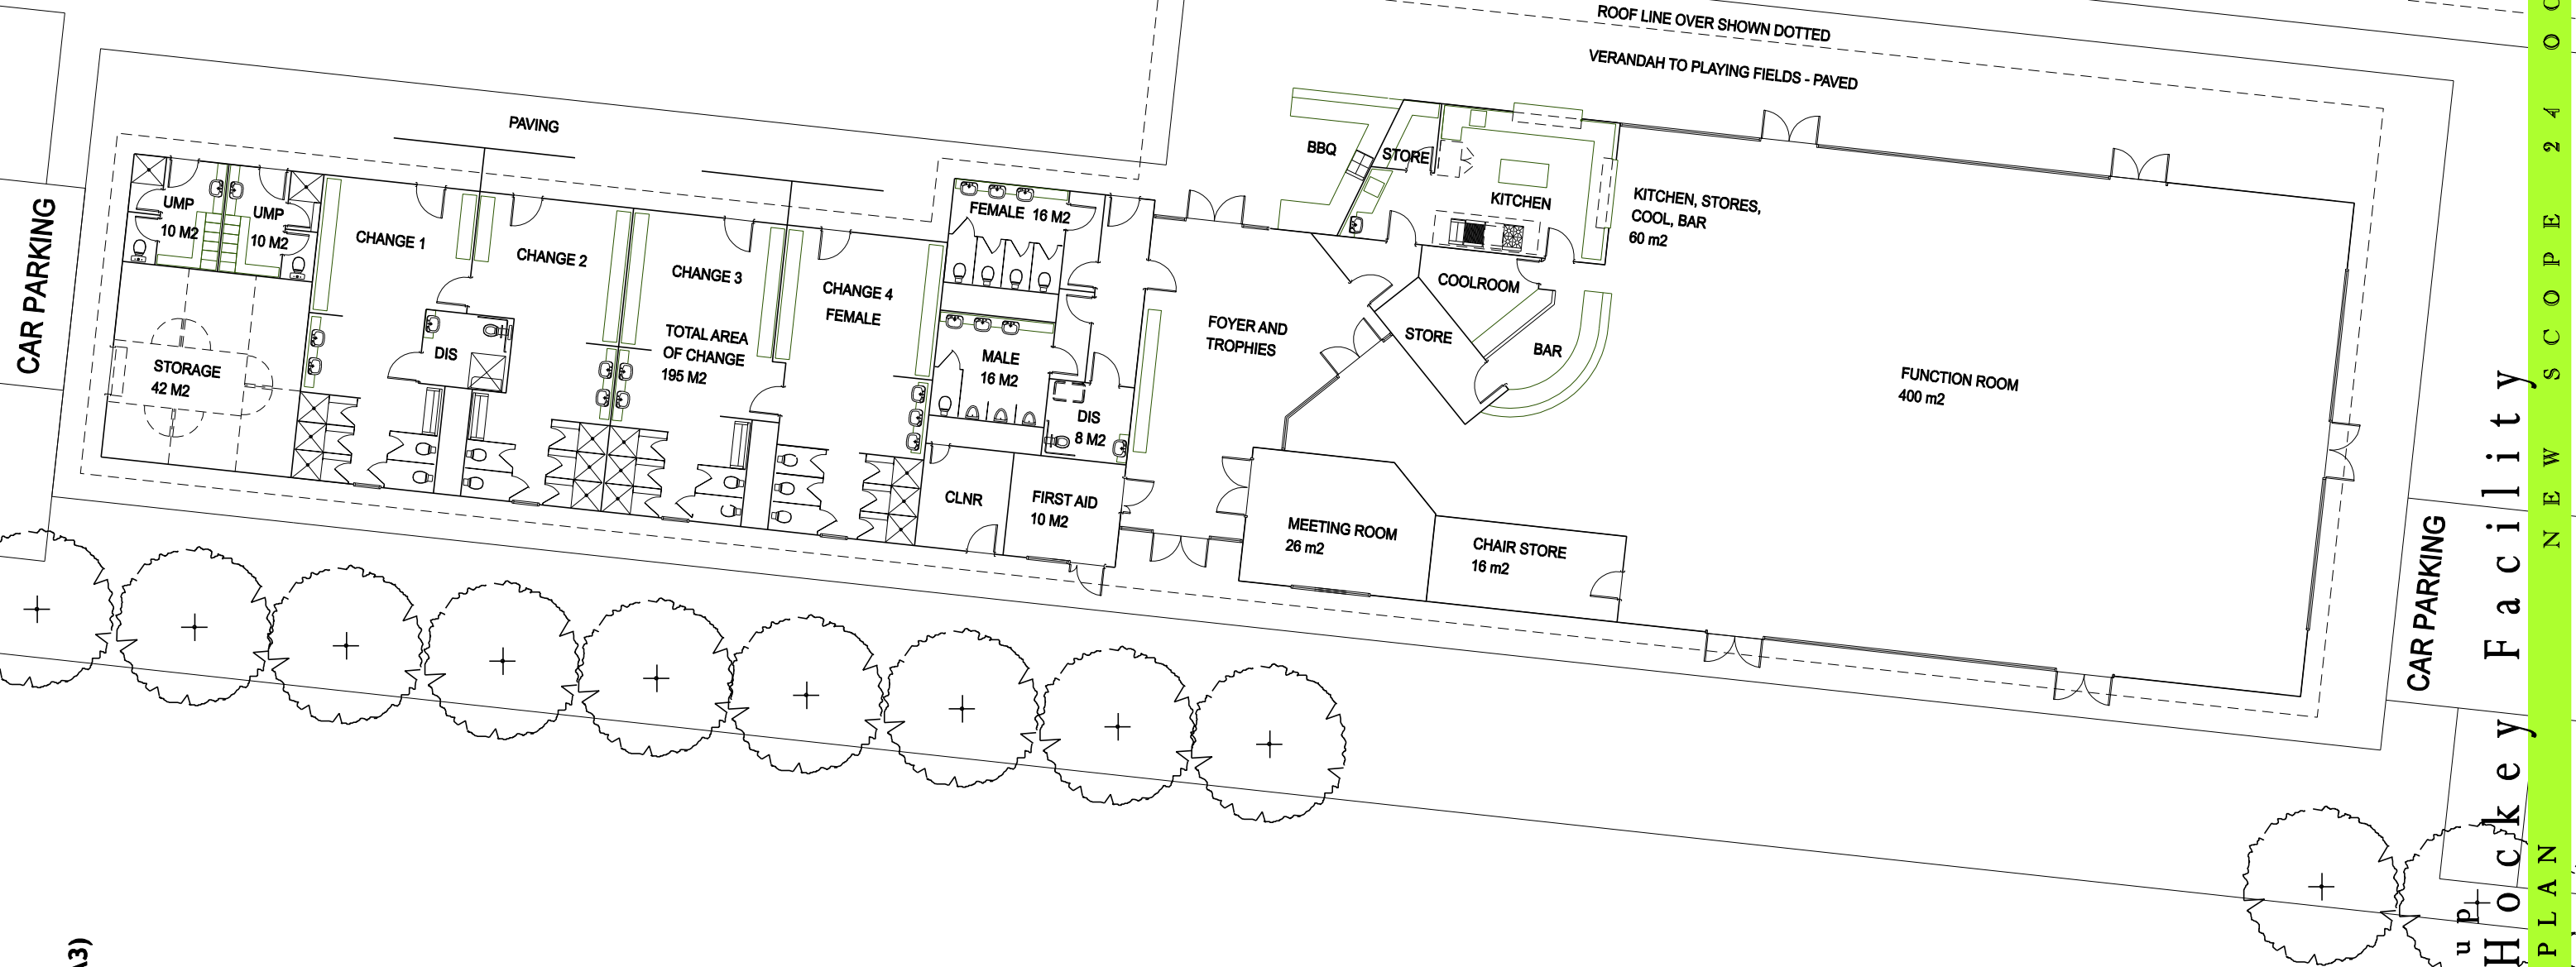 ROOF LINE OVER SHOWN DOTTED
VERANDAH TO PLAYING FIELDS - PAVED
PAVING
CAR PARKING
UMP
10 M2
UMP
10 M2
CHANGE 1
CHANGE 2
CHANGE 3
CHANGE 4
FEMALE
TOTAL AREA
OF CHANGE
195 M2
DIS
STORAGE
42 M2
FEMALE 16 M2
MALE
16 M2
DIS
8 M2
CLNR
FIRST AID
10 M2
FOYER AND
TROPHIES
BBQ
STORE
KITCHEN
KITCHEN, STORES,
COOL, BAR
60 m2
COOLROOM
STORE
BAR
FUNCTION ROOM
400 m2
MEETING ROOM
26 m2
CHAIR STORE
16 m2
CAR PARKING
A3)
up
Hockey Facility
PLAN
NEW SCOPE 24 OC